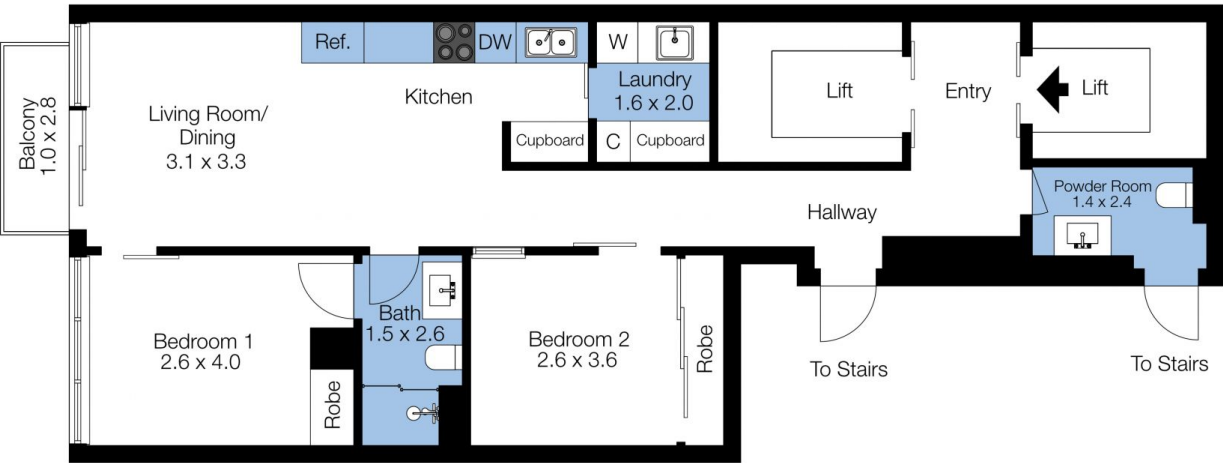 Ref.
DW
W
Laundry
1.6 x 2.0
Kitchen
Cupboard
C
Cupboard
Lift
Entry
Lift
Balcony
1.0 x 2.8
Living Room/
Dining
3.1 x 3.3
Powder Room
1.4 x 2.4
Hallway
Bedroom 1
2.6 x 4.0
Robe
Bath
1.5 x 2.6
Bedroom 2
2.6 x 3.6
Robe
To Stairs
To Stairs